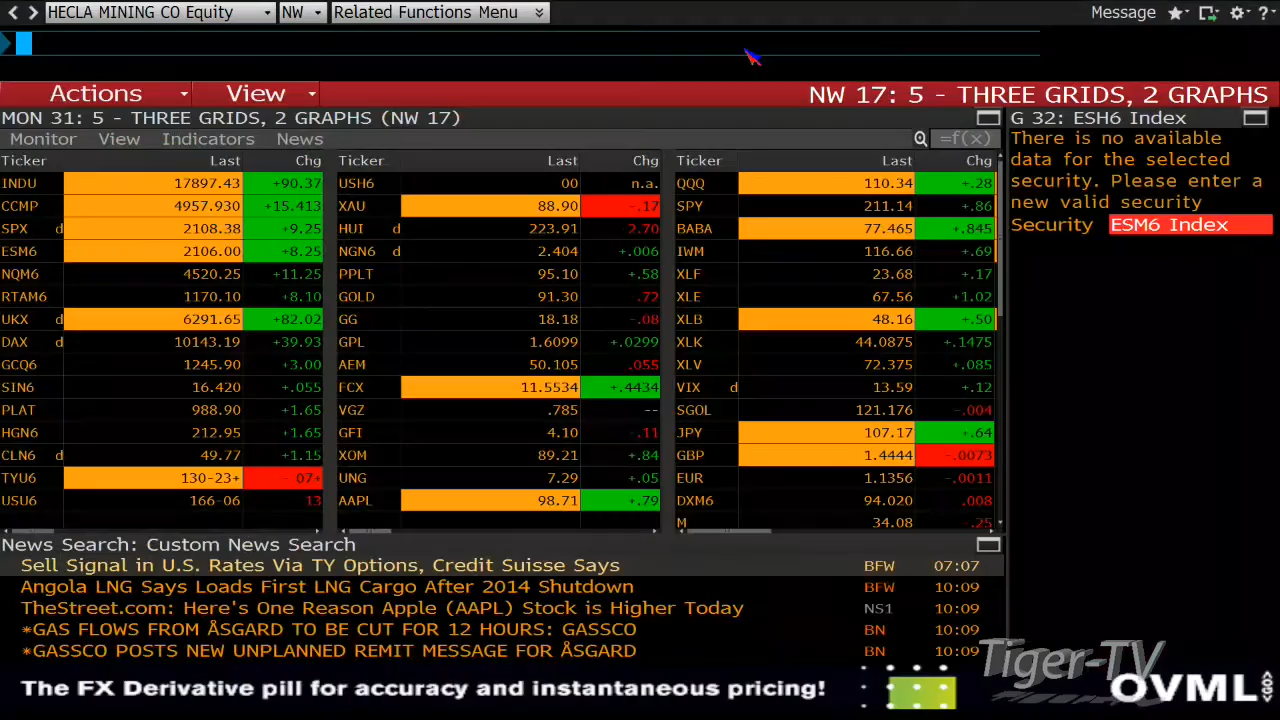 HECLA MINING CO Equity NW Related Functions Menu Message ?
Actions View NW 17: 5 - THREE GRIDS, 2 GRAPHS
MON 31: 5 - THREE GRIDS, 2 GRAPHS (NW 17) G 32: ESH6 Index
Monitor View Indicators News =f(x)
There is no available
data for the selected
security. Please enter a
new valid security
Security ESM6 Index
Ticker Last Chg Ticker Last Chg Ticker Last Chg
INDU 17897.43 +90.37 USH6 00 n.a. QQQ 110.34 +.28
CCMP 4957.930 +15.413 XAU 88.90 -.17 SPY 211.14 +.86
SPX d 2108.38 +9.25 HUI d 223.91 2.70 BABA 77.465 +.845
ESM6 2106.00 +8.25 NGN6 d 2.404 +.006 IWM 116.66 +.69
NQM6 4520.25 +11.25 PPLT 95.10 +.58 XLF 23.68 +.17
RTAM6 1170.10 +8.10 GOLD 91.30 .72 XLE 67.56 +1.02
UKX d 6291.65 +82.02 GG 18.18 -.08 XLB 48.16 +.50
DAX d 10143.19 +39.93 GPL 1.6099 +.0299 XLK 44.0875 +.1475
GCQ6 1245.90 +3.00 AEM 50.105 .055 XLV 72.375 +.085
SIN6 16.420 +.055 FCX 11.5534 +.4434 VIX d 13.59 +.12
PLAT 988.90 +1.65 VGZ .785 -- SGOL 121.176 -.004
HGN6 212.95 +1.65 GFI 4.10 -.11 JPY 107.17 +.64
CLN6 d 49.77 +1.15 XOM 89.21 +.84 GBP 1.4444 -.0073
TYU6 130-23+ - 07+ UNG 7.29 +.05 EUR 1.1356 -.0011
USU6 166-06 13 AAPL 98.71 +.79 DXM6 94.020 .008
M 34.08 -.25
News Search: Custom News Search
Sell Signal in U.S. Rates Via TY Options, Credit Suisse Says BFW 07:07
Angola LNG Says Loads First LNG Cargo After 2014 Shutdown BFW 10:09
TheStreet.com: Here's One Reason Apple (AAPL) Stock is Higher Today NS1 10:09
*GAS FLOWS FROM ÅSGARD TO BE CUT FOR 12 HOURS: GASSCO BN 10:09
*GASSCO POSTS NEW UNPLANNED REMIT MESSAGE FOR ÅSGARD BN 10:09
Tiger-TV
The FX Derivative pill for accuracy and instantaneous pricing! OVML